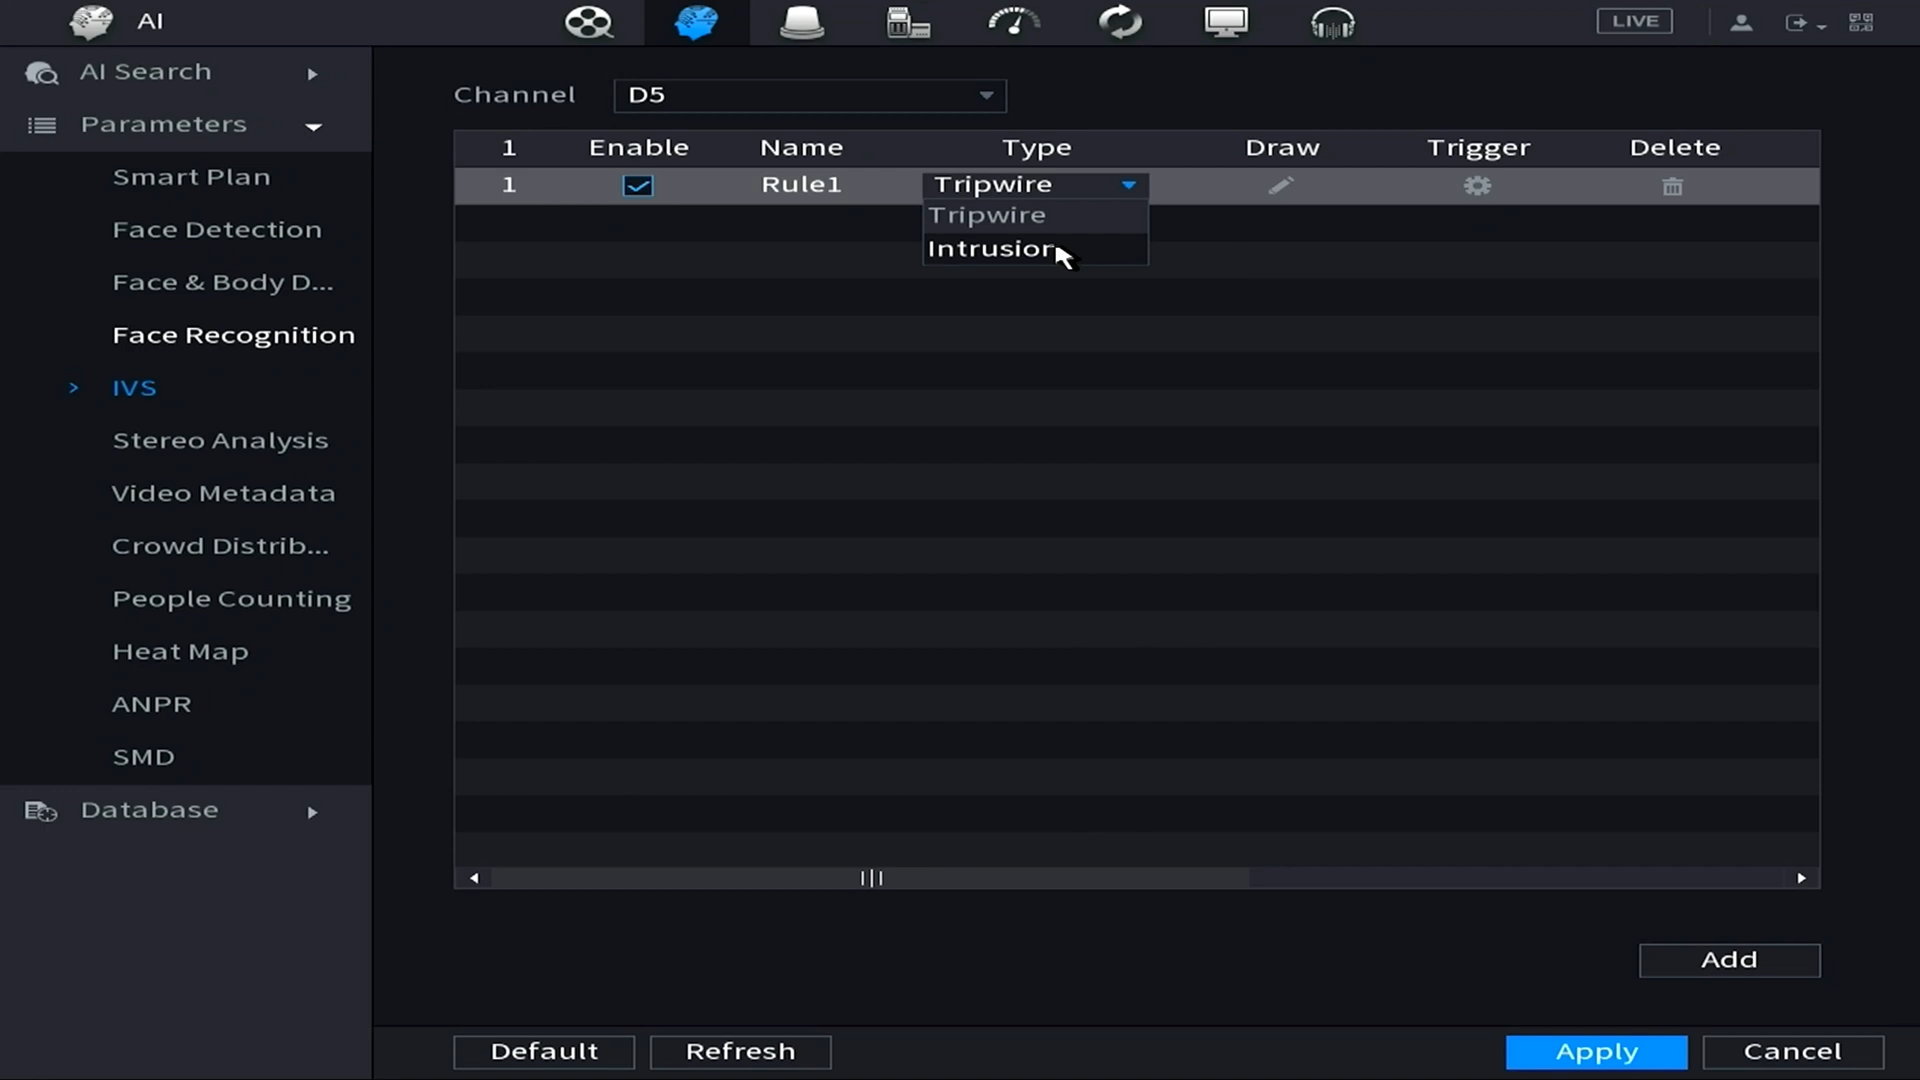 AI
LIVE
AI Search
Parameters
Smart Plan
Face Detection
Face & Body D...
Face Recognition
> IVS
Stereo Analysis
Video Metadata
Crowd Distrib...
People Counting
Heat Map
ANPR
SMD
Database
Channel D5
1 Enable Name Type Draw Trigger Delete
1 Rule1 Tripwire
Tripwire
Intrusion
Add
Default Refresh Apply Cancel